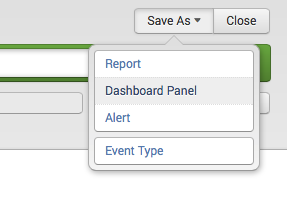 Save As Close
Report
Dashboard Panel
Alert
Event Type